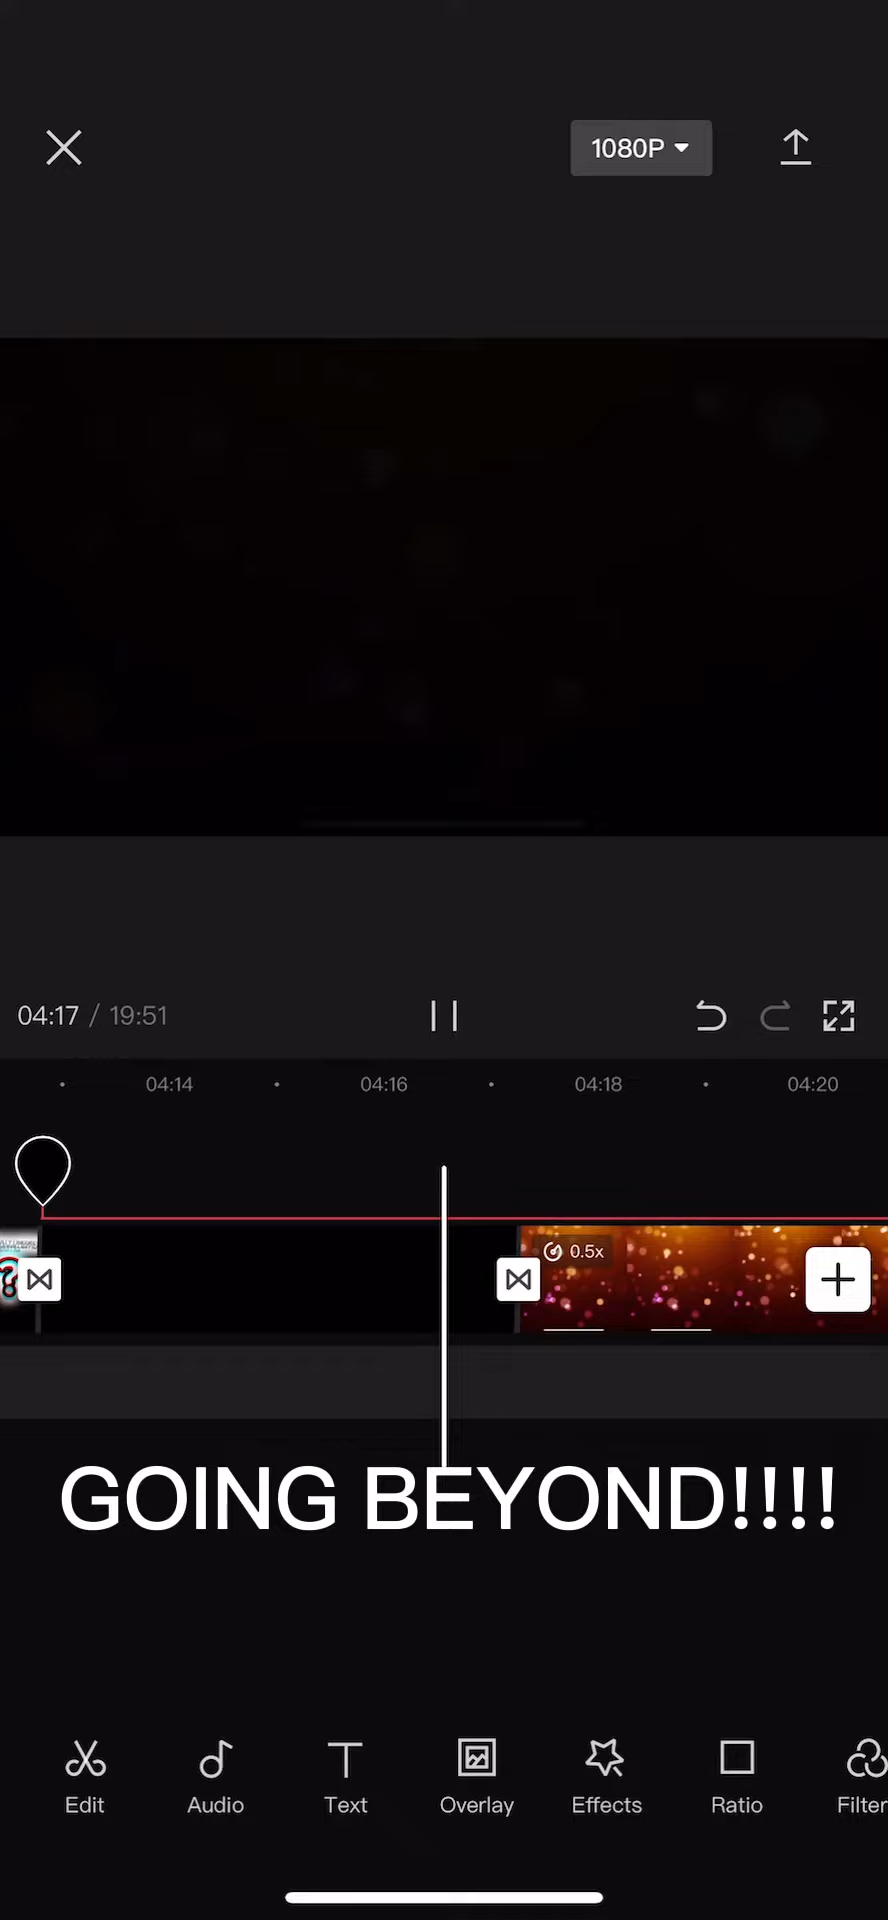 1080P
04:17 / 19:51
04:14 04:16 04:18 04:20
0.5x
GOING BEYOND!!!!
Edit Audio Text Overlay Effects Ratio Filter